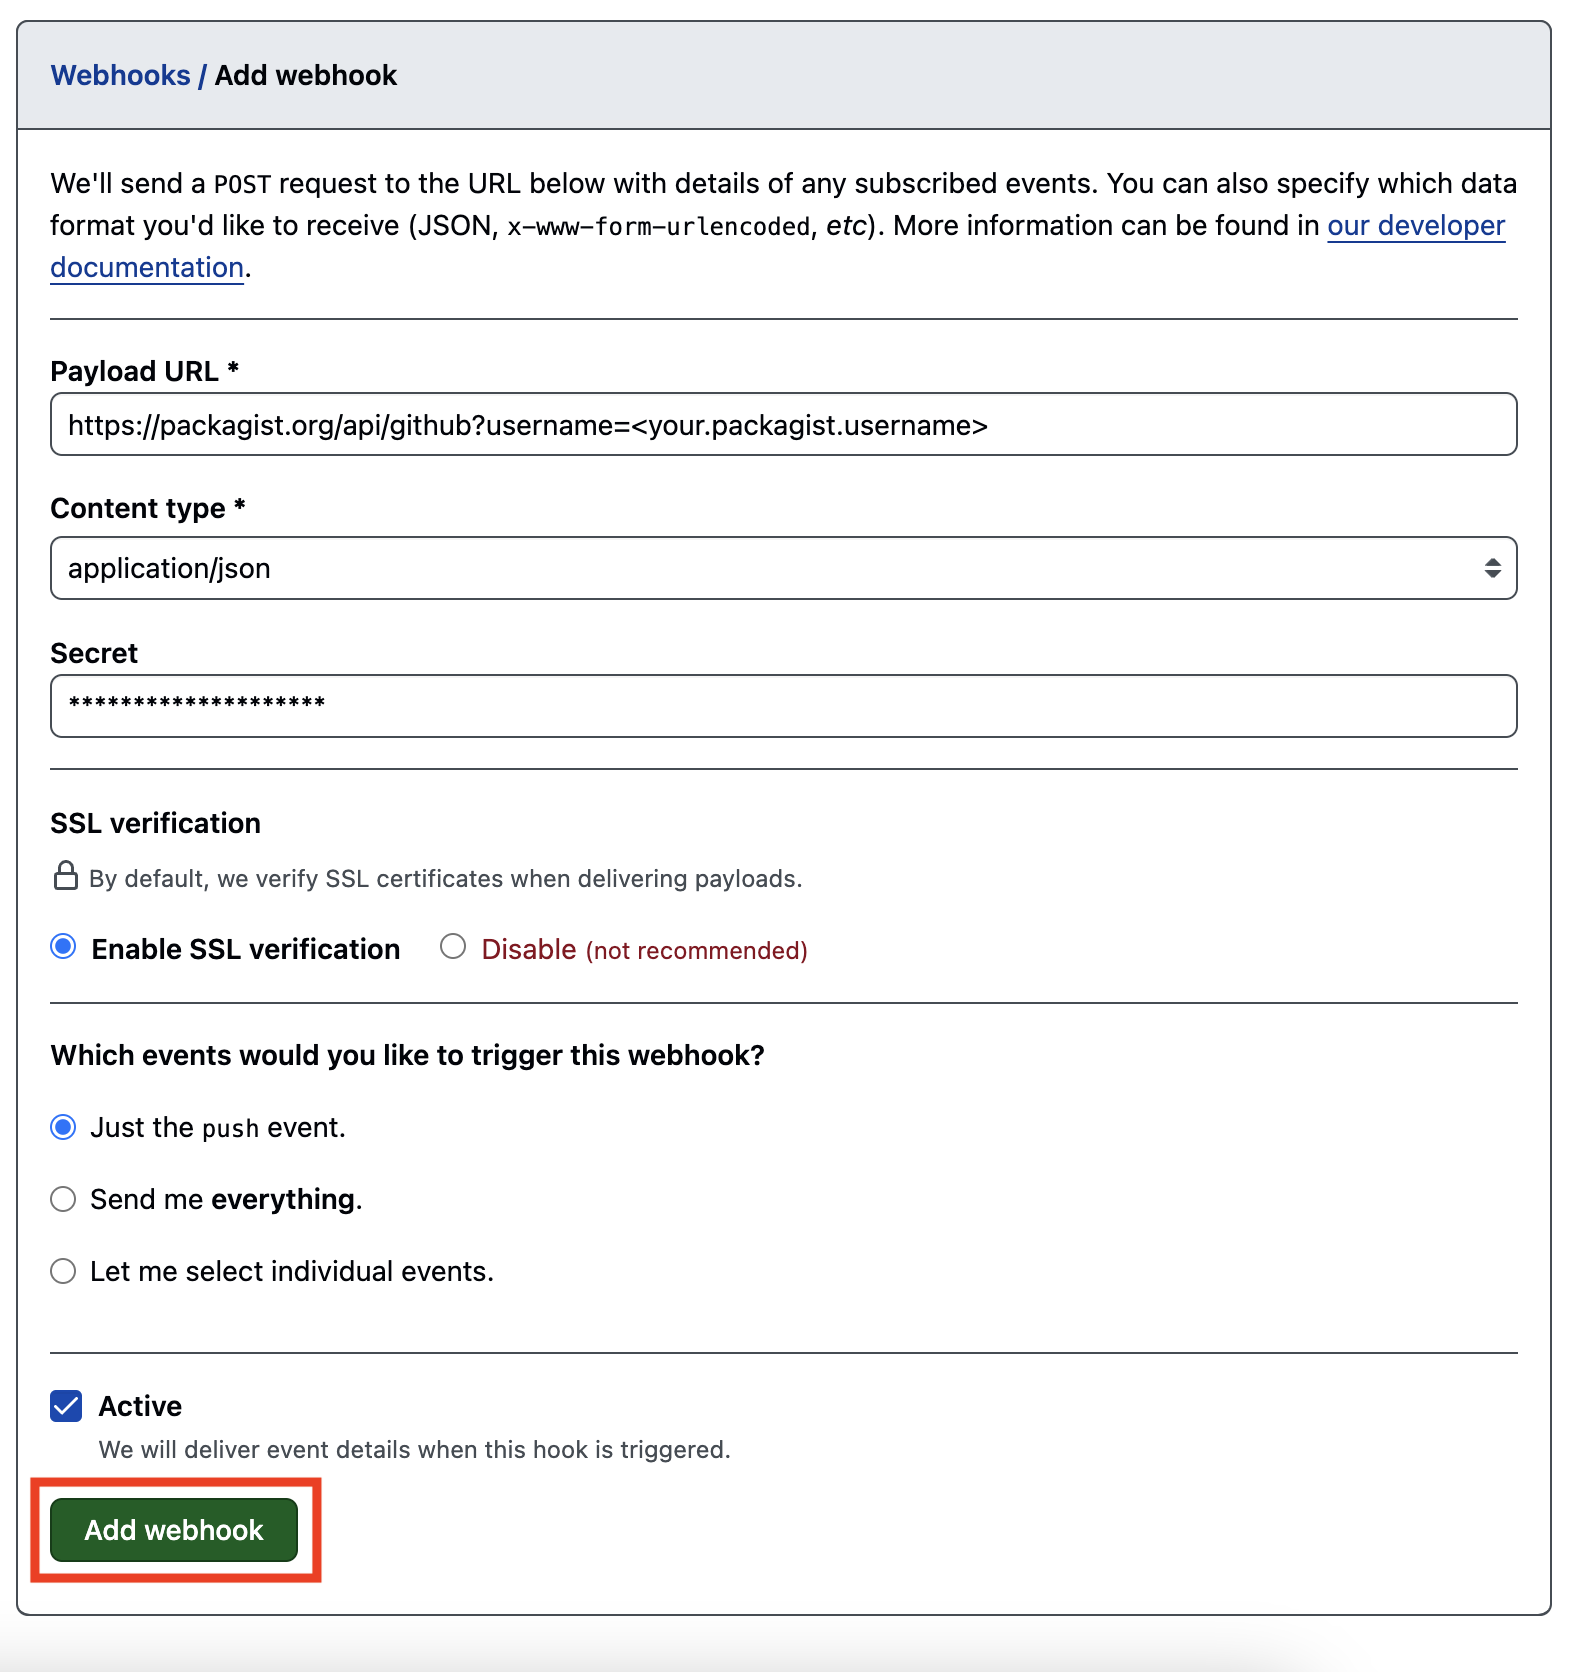 Webhooks / Add webhook
We'll send a POST request to the URL below with details of any subscribed events. You can also specify which data
format you'd like to receive (JSON, x-www-form-urlencoded, etc). More information can be found in our developer
documentation.
Payload URL *
https://packagist.org/api/github?username=<your.packagist.username>
Content type *
application/json
Secret
********************
SSL verification
By default, we verify SSL certificates when delivering payloads.
Enable SSL verification Disable (not recommended)
Which events would you like to trigger this webhook?
Just the push event.
Send me everything.
Let me select individual events.
Active
We will deliver event details when this hook is triggered.
Add webhook